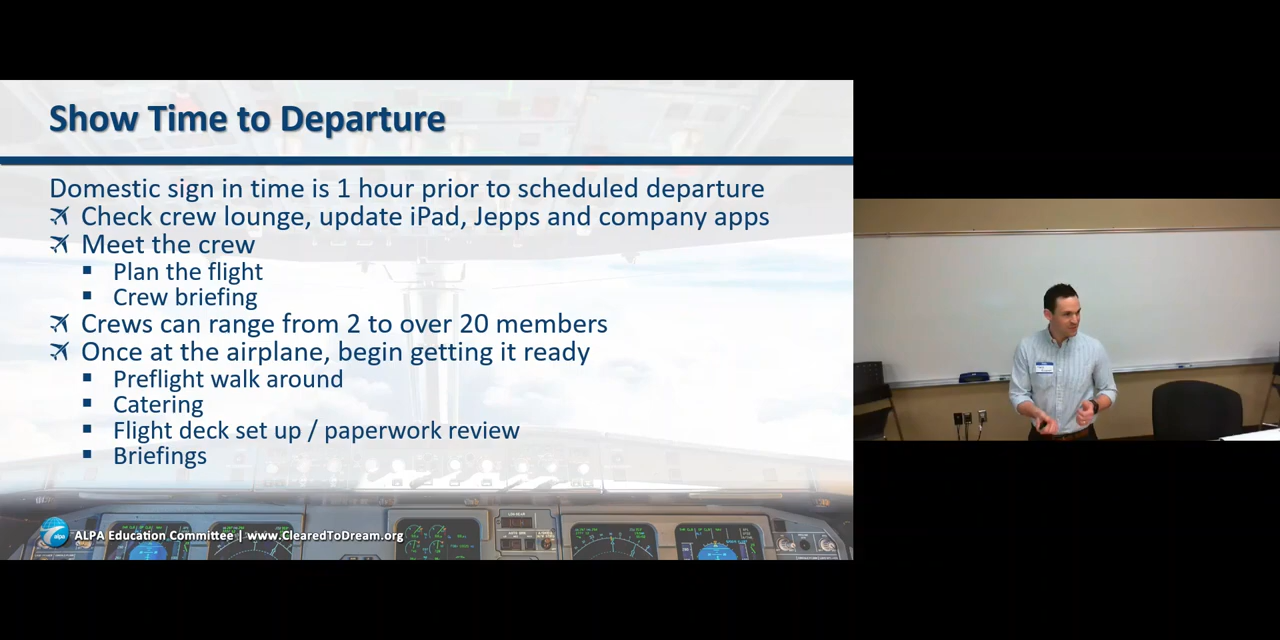 Show Time to Departure
Domestic sign in time is 1 hour prior to scheduled departure
Check crew lounge, update iPad, Jepps and company apps
Meet the crew
Plan the flight
Crew briefing
Crews can range from 2 to over 20 members
Once at the airplane, begin getting it ready
Preflight walk around
Catering
Flight deck set up / paperwork review
Briefings
alpa
ALPA Education Committee | www.ClearedToDream.org